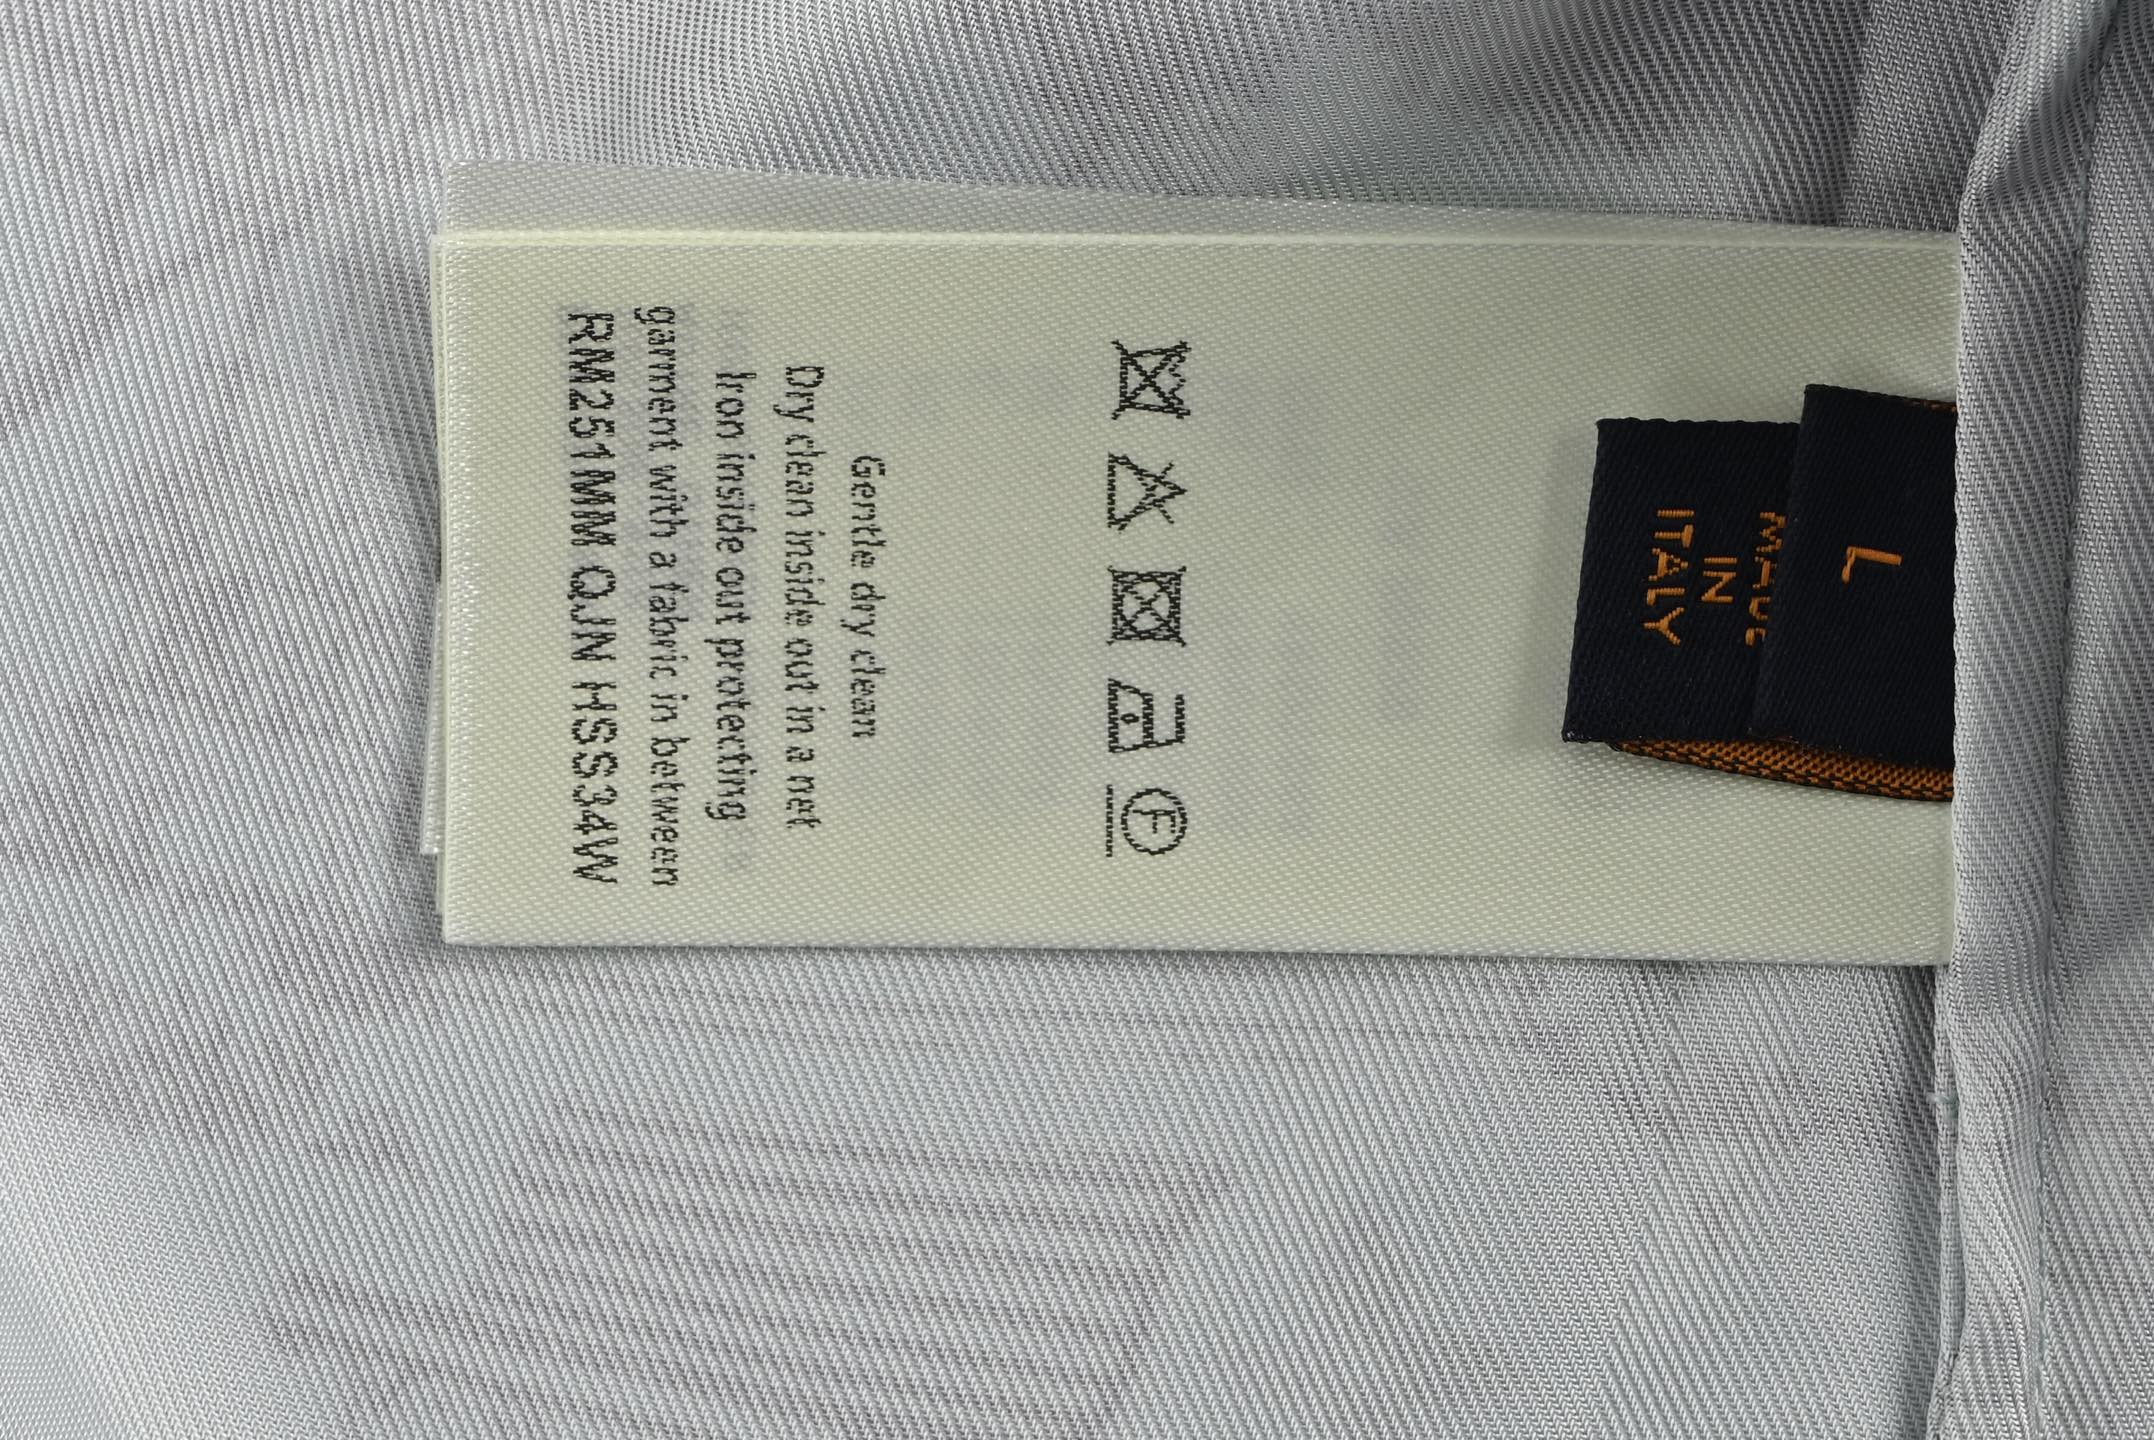 L
MADE
IN
ITALY
F
Gentle dry clean
Dry clean inside out in a net
Iron inside out protecting
garment with a fabric in between
RM251MM QJN HSS34W